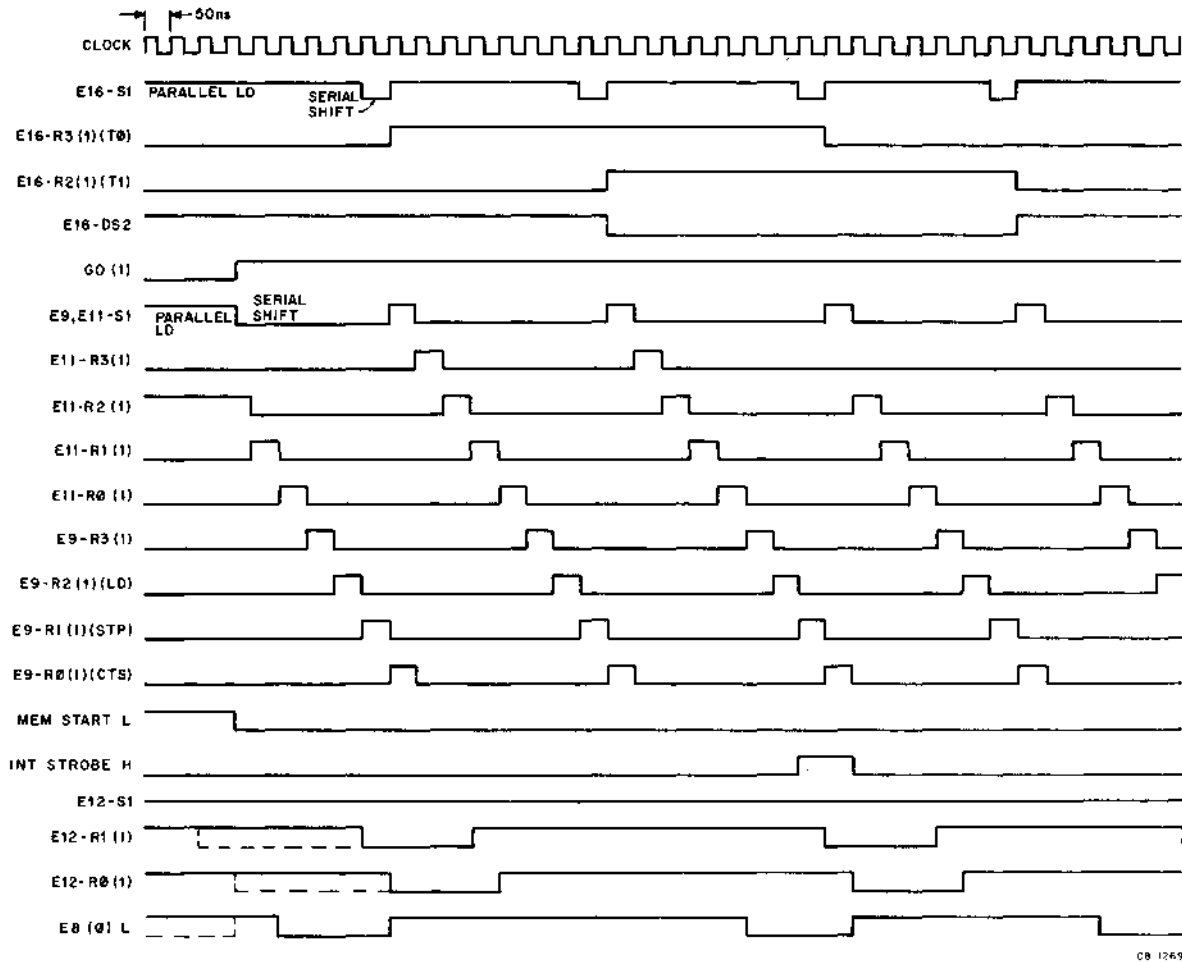 50ns
CLOCK
E16-S1 PARALLEL LD SERIAL SHIFT
E16-R3(1)(T0)
E16-R2(1)(T1)
E16-DS2
GO (1)
E9,E11-S1 PARALLEL LD SERIAL SHIFT
E11-R3(1)
E11-R2(1)
E11-R1(1)
E11-R0 (1)
E9-R3(1)
E9-R2(1)(LD)
E9-R1(1)(STP)
E9-R0(1)(CTS)
MEM START L
INT STROBE H
E12-S1
E12-R1(1)
E12-R0(1)
E8 (0) L
CB 1269